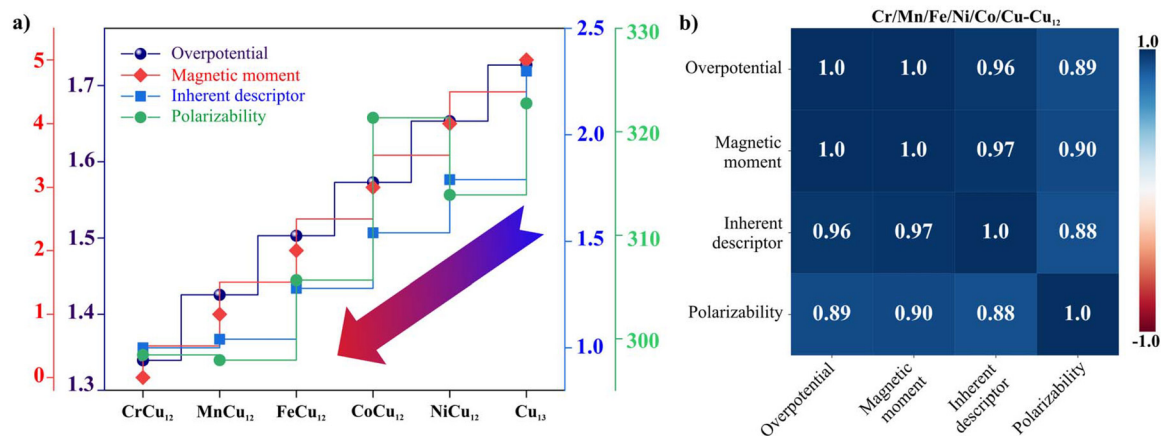 a)
Overpotential
Magnetic moment
Inherent descriptor
Polarizability
5
4
3
2
1
0
1.7
1.6
1.5
1.4
1.3
2.5
2.0
1.5
1.0
330
320
310
300
CrCu₁₂ MnCu₁₂ FeCu₁₂ CoCu₁₂ NiCu₁₂ Cu₁₃
b)
Cr/Mn/Fe/Ni/Co/Cu-Cu₁₂
Overpotential 1.0 1.0 0.96 0.89
Magnetic
moment
1.0 1.0 0.97 0.90
Inherent
descriptor
0.96 0.97 1.0 0.88
Polarizability 0.89 0.90 0.88 1.0
Overpotential
Magnetic
moment
Inherent
descriptor
Polarizability
1.0
-1.0